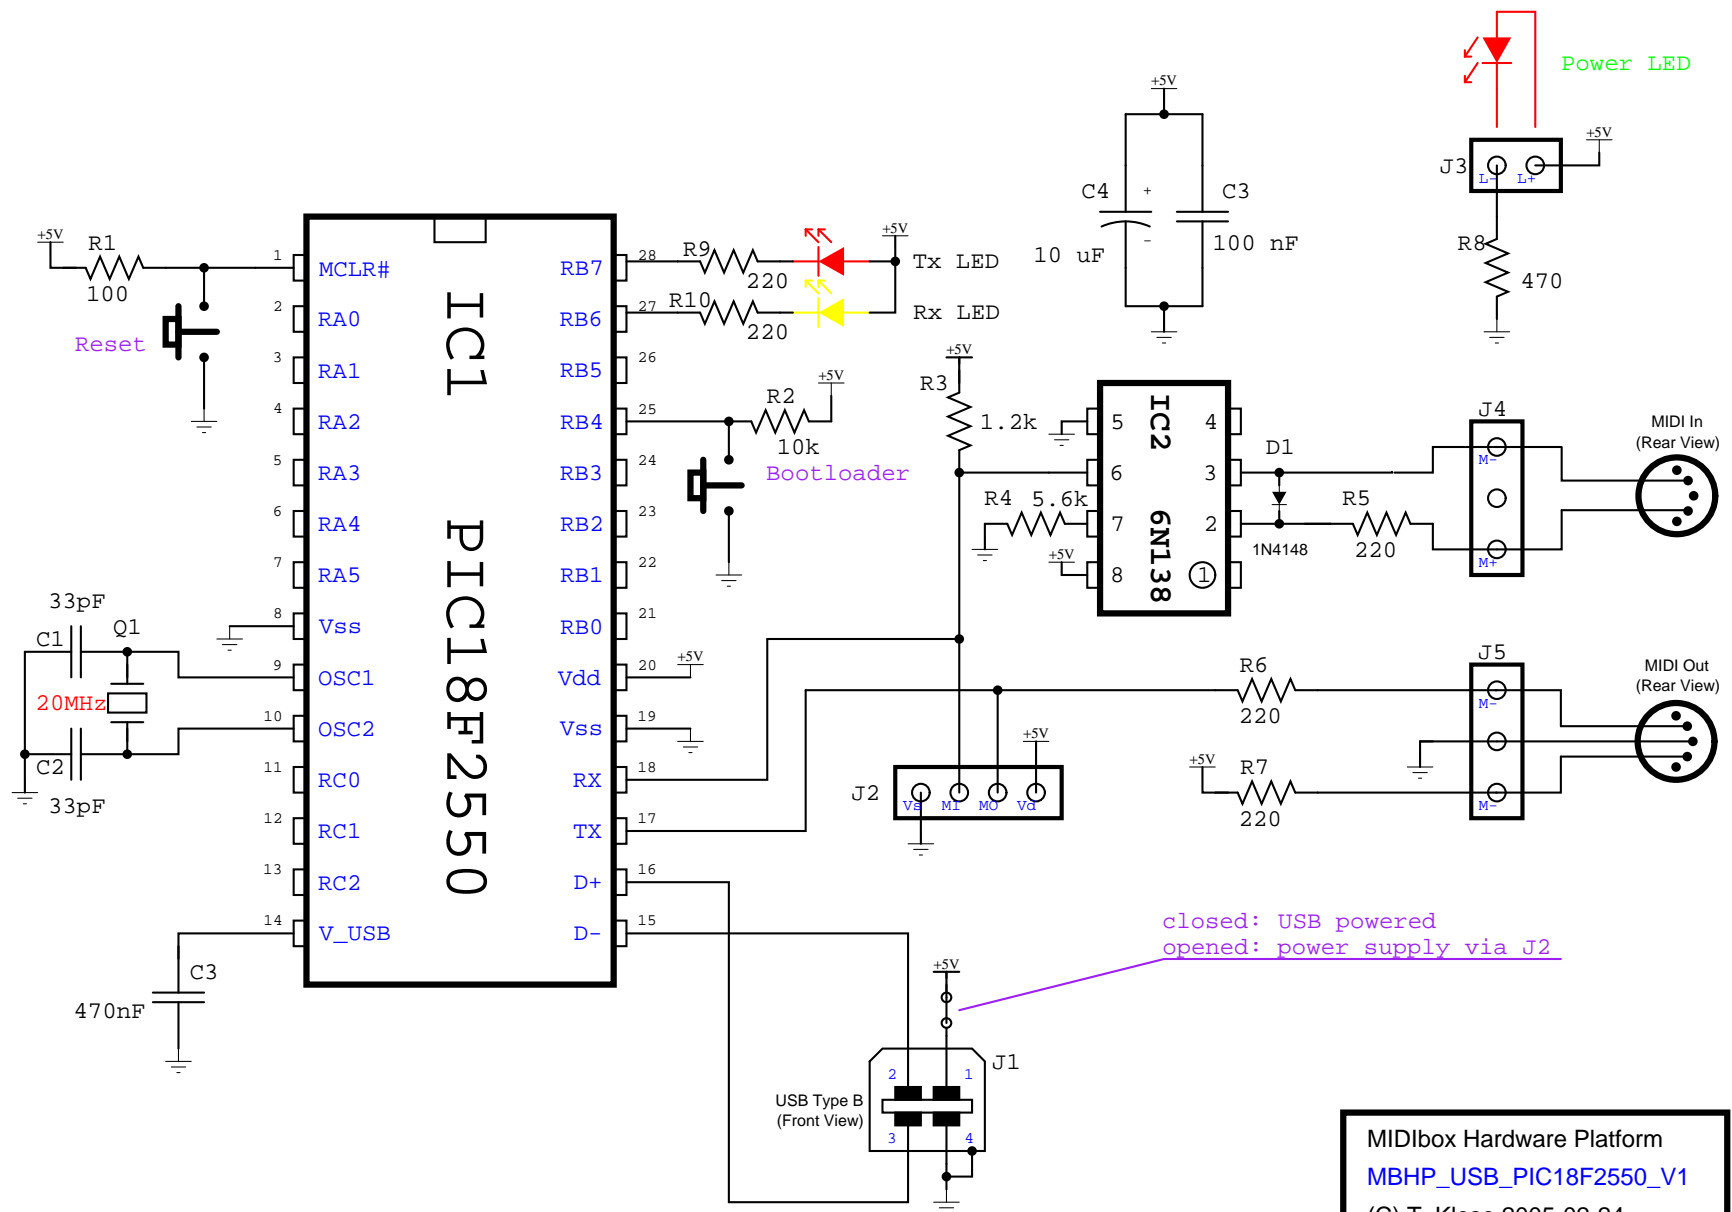 Power LED
+5V
+5V
J3
L-
L+
C4
+
-
10 uF
C3
100 nF
R8
470
+5V
R1
100
Reset
1
2
3
4
5
6
7
8
9
10
11
12
13
14
MCLR#
RA0
RA1
RA2
RA3
RA4
RA5
Vss
OSC1
OSC2
RC0
RC1
RC2
V_USB
IC1 PIC18F2550
RB7
RB6
RB5
RB4
RB3
RB2
RB1
RB0
Vdd
Vss
RX
TX
D+
D-
28
27
26
25
24
23
22
21
20
19
18
17
16
15
R9
220
R10
220
+5V
Tx LED
Rx LED
R2
10k
+5V
Bootloader
+5V
R3
1.2k
R4
5.6k
+5V
5
6
7
8
IC2 6N138
4
3
2
1
D1
1N4148
R5
220
J4
M-
M+
MIDI In
(Rear View)
33pF
C1
Q1
20MHz
C2
33pF
+5V
R6
220
+5V
R7
220
J5
M-
M-
MIDI Out
(Rear View)
J2
Vs
MI
MO
Vd
+5V
C3
470nF
closed: USB powered
opened: power supply via J2
+5V
J1
2
1
3
4
USB Type B
(Front View)
MIDIbox Hardware Platform
MBHP_USB_PIC18F2550_V1